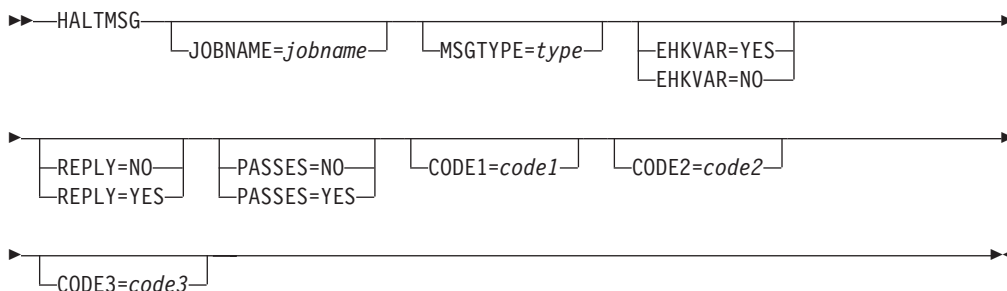 HALTMSG
JOBNAME=jobname
MSGTYPE=type
EHKVAR=YES
EHKVAR=NO
REPLY=NO
REPLY=YES
PASSES=NO
PASSES=YES
CODE1=code1
CODE2=code2
CODE3=code3